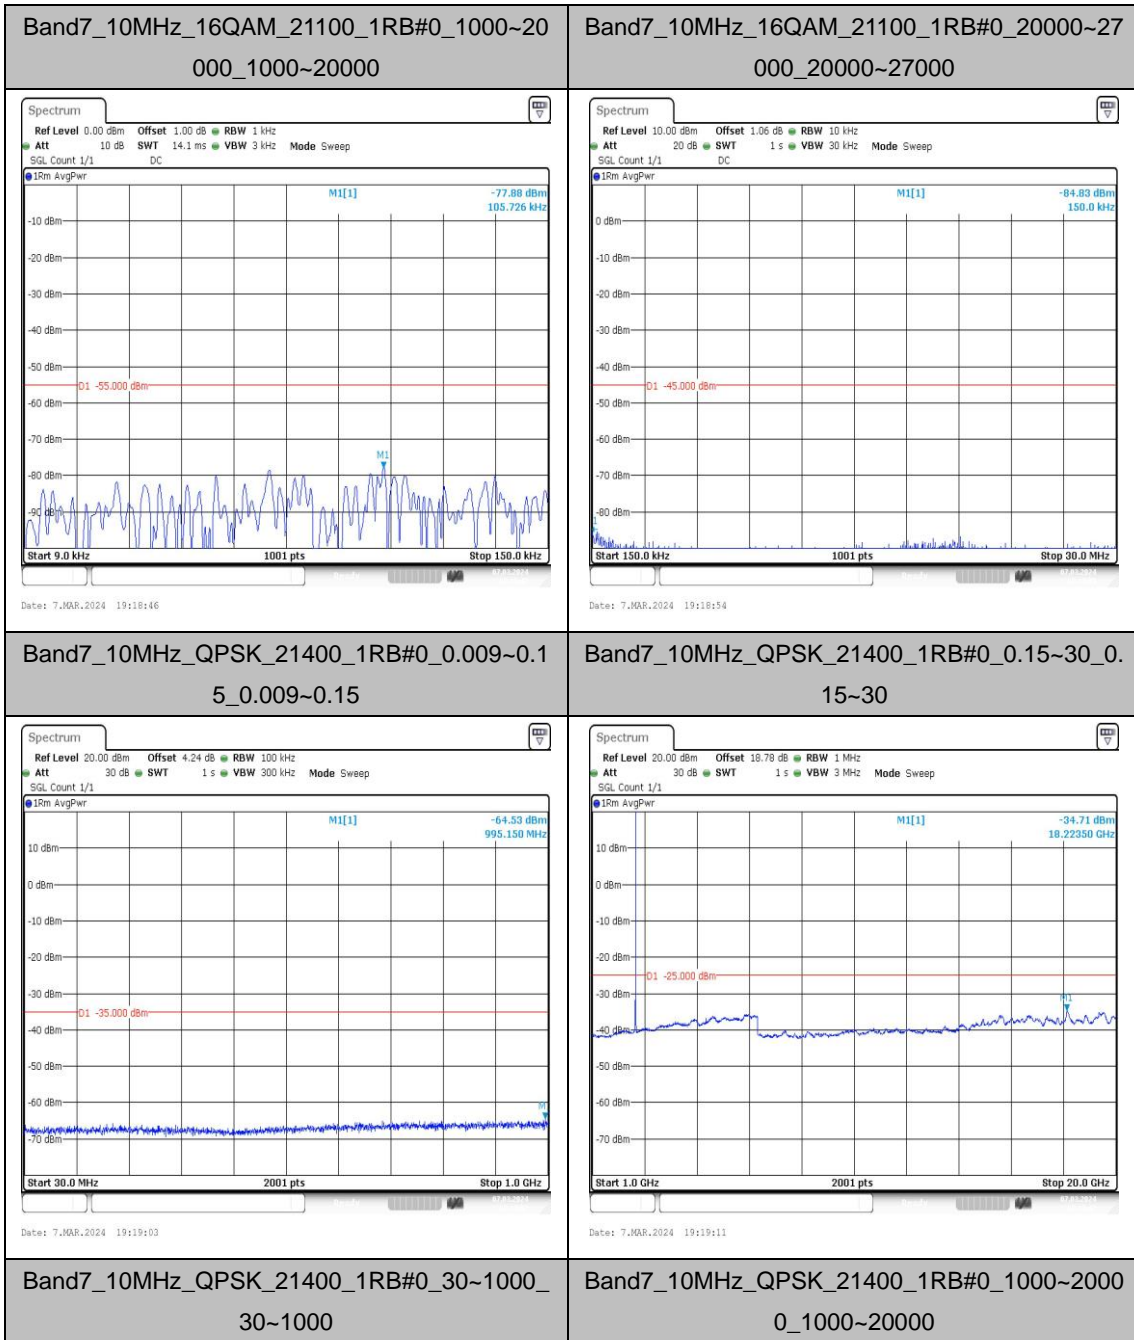 Band7_10MHz_16QAM_21100_1RB#0_1000~20
000_1000~20000
Band7_10MHz_16QAM_21100_1RB#0_20000~27
000_20000~27000
Spectrum
Ref Level 0.00 dBm Offset 1.00 dB RBW 1 kHz
Att 10 dB SWT 14.1 ms VBW 3 kHz Mode Sweep
SGL Count 1/1 DC
1Rm AvgPwr
M1[1] -77.88 dBm
105.726 kHz
-10 dBm
-20 dBm
-30 dBm
-40 dBm
-50 dBm
D1 -55.000 dBm
-60 dBm
-70 dBm
M1
-80 dBm
-90 dBm
Start 9.0 kHz 1001 pts Stop 150.0 kHz
Date: 7.MAR.2024 19:18:46
Spectrum
Ref Level 10.00 dBm Offset 1.06 dB RBW 10 kHz
Att 20 dB SWT 1 s VBW 30 kHz Mode Sweep
SGL Count 1/1 DC
1Rm AvgPwr
M1[1] -84.83 dBm
150.0 kHz
0 dBm
-10 dBm
-20 dBm
-30 dBm
-40 dBm
D1 -45.000 dBm
-50 dBm
-60 dBm
-70 dBm
-80 dBm
Start 150.0 kHz 1001 pts Stop 30.0 MHz
Date: 7.MAR.2024 19:18:54
Band7_10MHz_QPSK_21400_1RB#0_0.009~0.1
5_0.009~0.15
Band7_10MHz_QPSK_21400_1RB#0_0.15~30_0.
15~30
Spectrum
Ref Level 20.00 dBm Offset 4.24 dB RBW 100 kHz
Att 30 dB SWT 1 s VBW 300 kHz Mode Sweep
SGL Count 1/1
1Rm AvgPwr
M1[1] -64.53 dBm
995.150 MHz
10 dBm
0 dBm
-10 dBm
-20 dBm
-30 dBm
D1 -35.000 dBm
-40 dBm
-50 dBm
-60 dBm
-70 dBm
Start 30.0 MHz 2001 pts Stop 1.0 GHz
Date: 7.MAR.2024 19:19:03
Spectrum
Ref Level 20.00 dBm Offset 18.78 dB RBW 1 MHz
Att 30 dB SWT 1 s VBW 3 MHz Mode Sweep
SGL Count 1/1
1Rm AvgPwr
M1[1] -34.71 dBm
18.22350 GHz
10 dBm
0 dBm
-10 dBm
-20 dBm
D1 -25.000 dBm
-30 dBm
M1
-40 dBm
-50 dBm
-60 dBm
-70 dBm
Start 1.0 GHz 2001 pts Stop 20.0 GHz
Date: 7.MAR.2024 19:19:11
Band7_10MHz_QPSK_21400_1RB#0_30~1000_
30~1000
Band7_10MHz_QPSK_21400_1RB#0_1000~2000
0_1000~20000